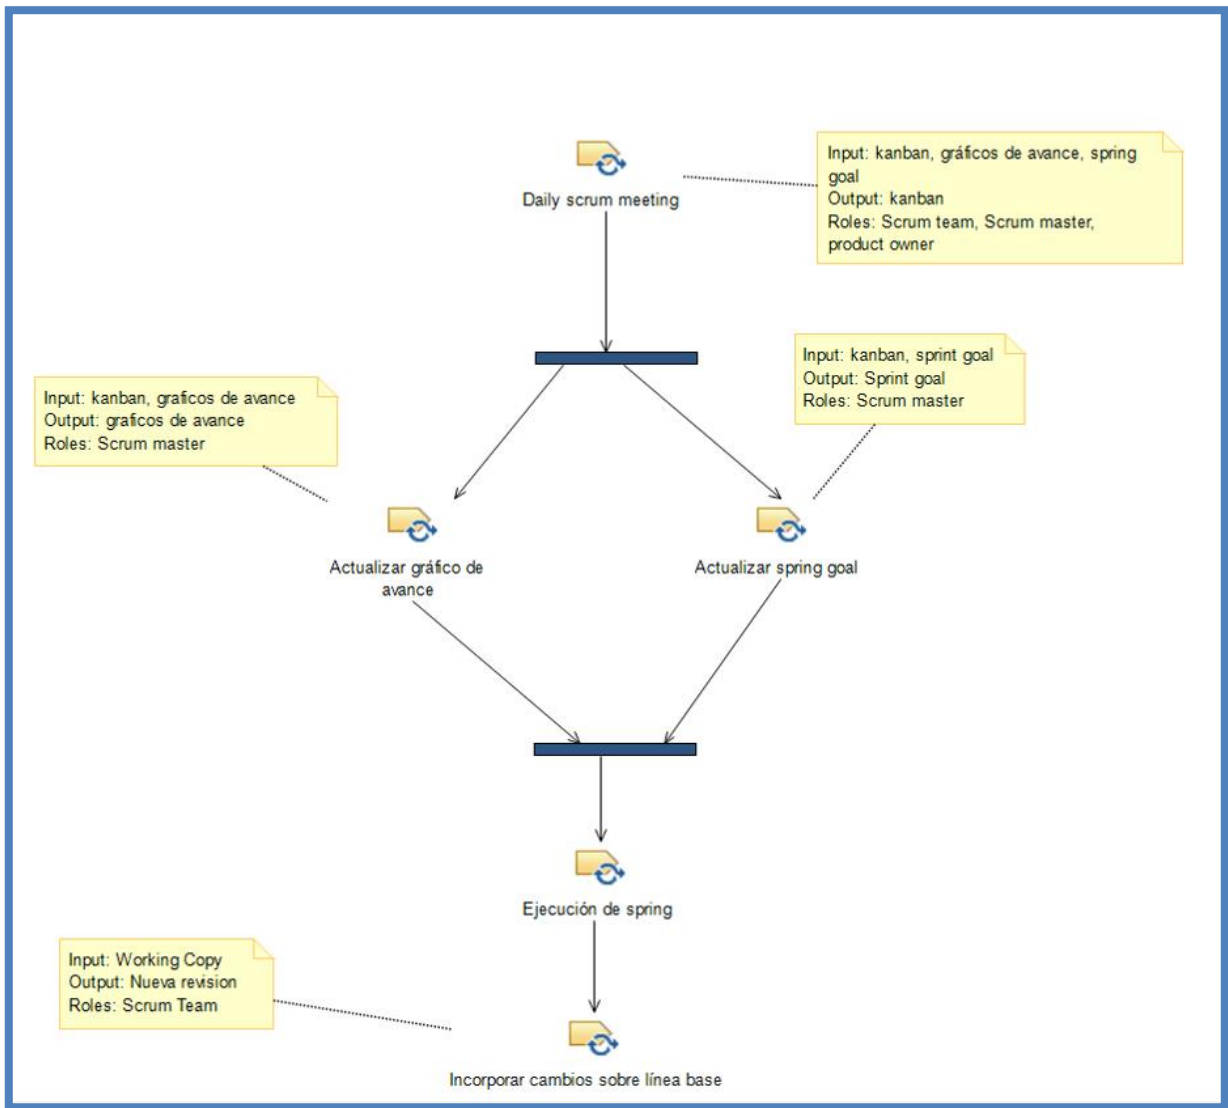 Input: kanban, gráficos de avance, spring
goal
Output: kanban
Roles: Scrum team, Scrum master,
product owner
Daily scrum meeting
Input: kanban, sprint goal
Output: Sprint goal
Roles: Scrum master
Input: kanban, graficos de avance
Output: graficos de avance
Roles: Scrum master
Actualizar gráfico de
avance
Actualizar spring goal
Ejecución de spring
Input: Working Copy
Output: Nueva revision
Roles: Scrum Team
Incorporar cambios sobre línea base